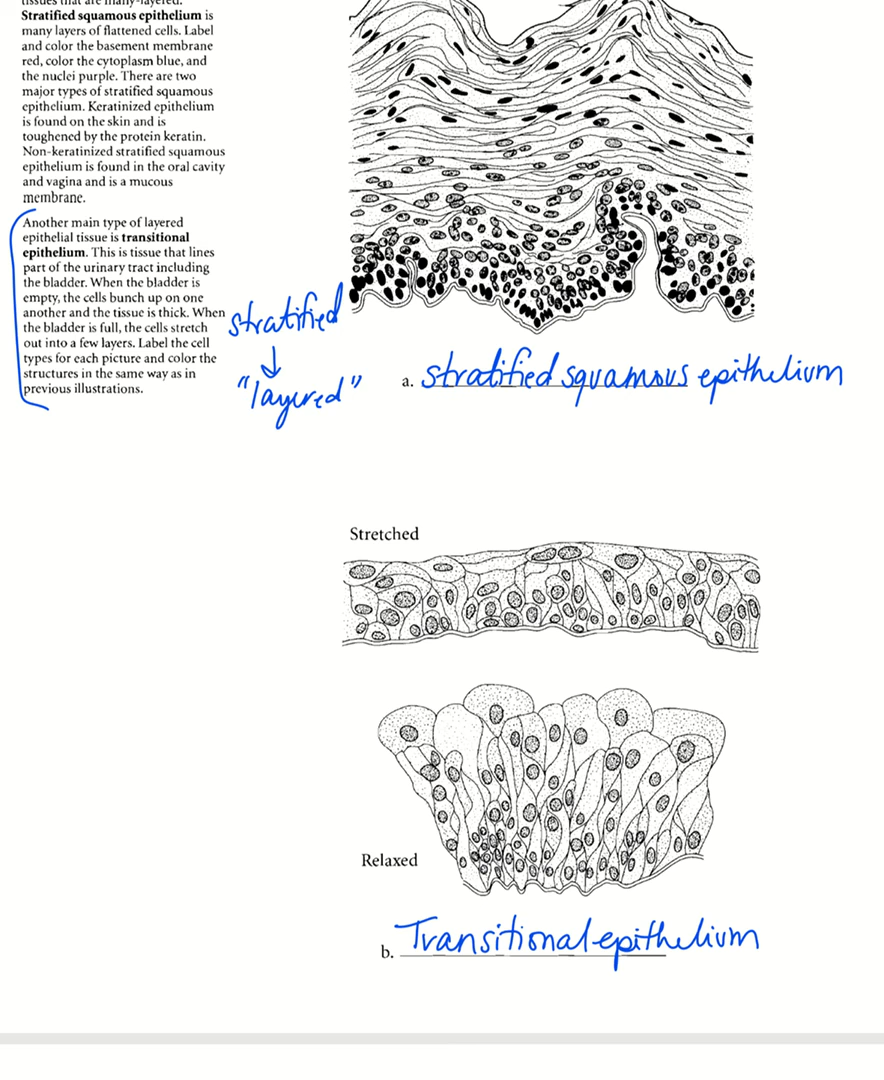 tissues that are many-layered.
Stratified squamous epithelium is
many layers of flattened cells. Label
and color the basement membrane
red, color the cytoplasm blue, and
the nuclei purple. There are two
major types of stratified squamous
epithelium. Keratinized epithelium
is found on the skin and is
toughened by the protein keratin.
Non-keratinized stratified squamous
epithelium is found in the oral cavity
and vagina and is a mucous
membrane.
Another main type of layered
epithelial tissue is transitional
epithelium. This is tissue that lines
part of the urinary tract including
the bladder. When the bladder is
empty, the cells bunch up on one
another and the tissue is thick. When
the bladder is full, the cells stretch
out into a few layers. Label the cell
types for each picture and color the
structures in the same way as in
previous illustrations.
stratified
"layered"
a. stratified squamous epithelium
Stretched
Relaxed
b. Transitional epithelium